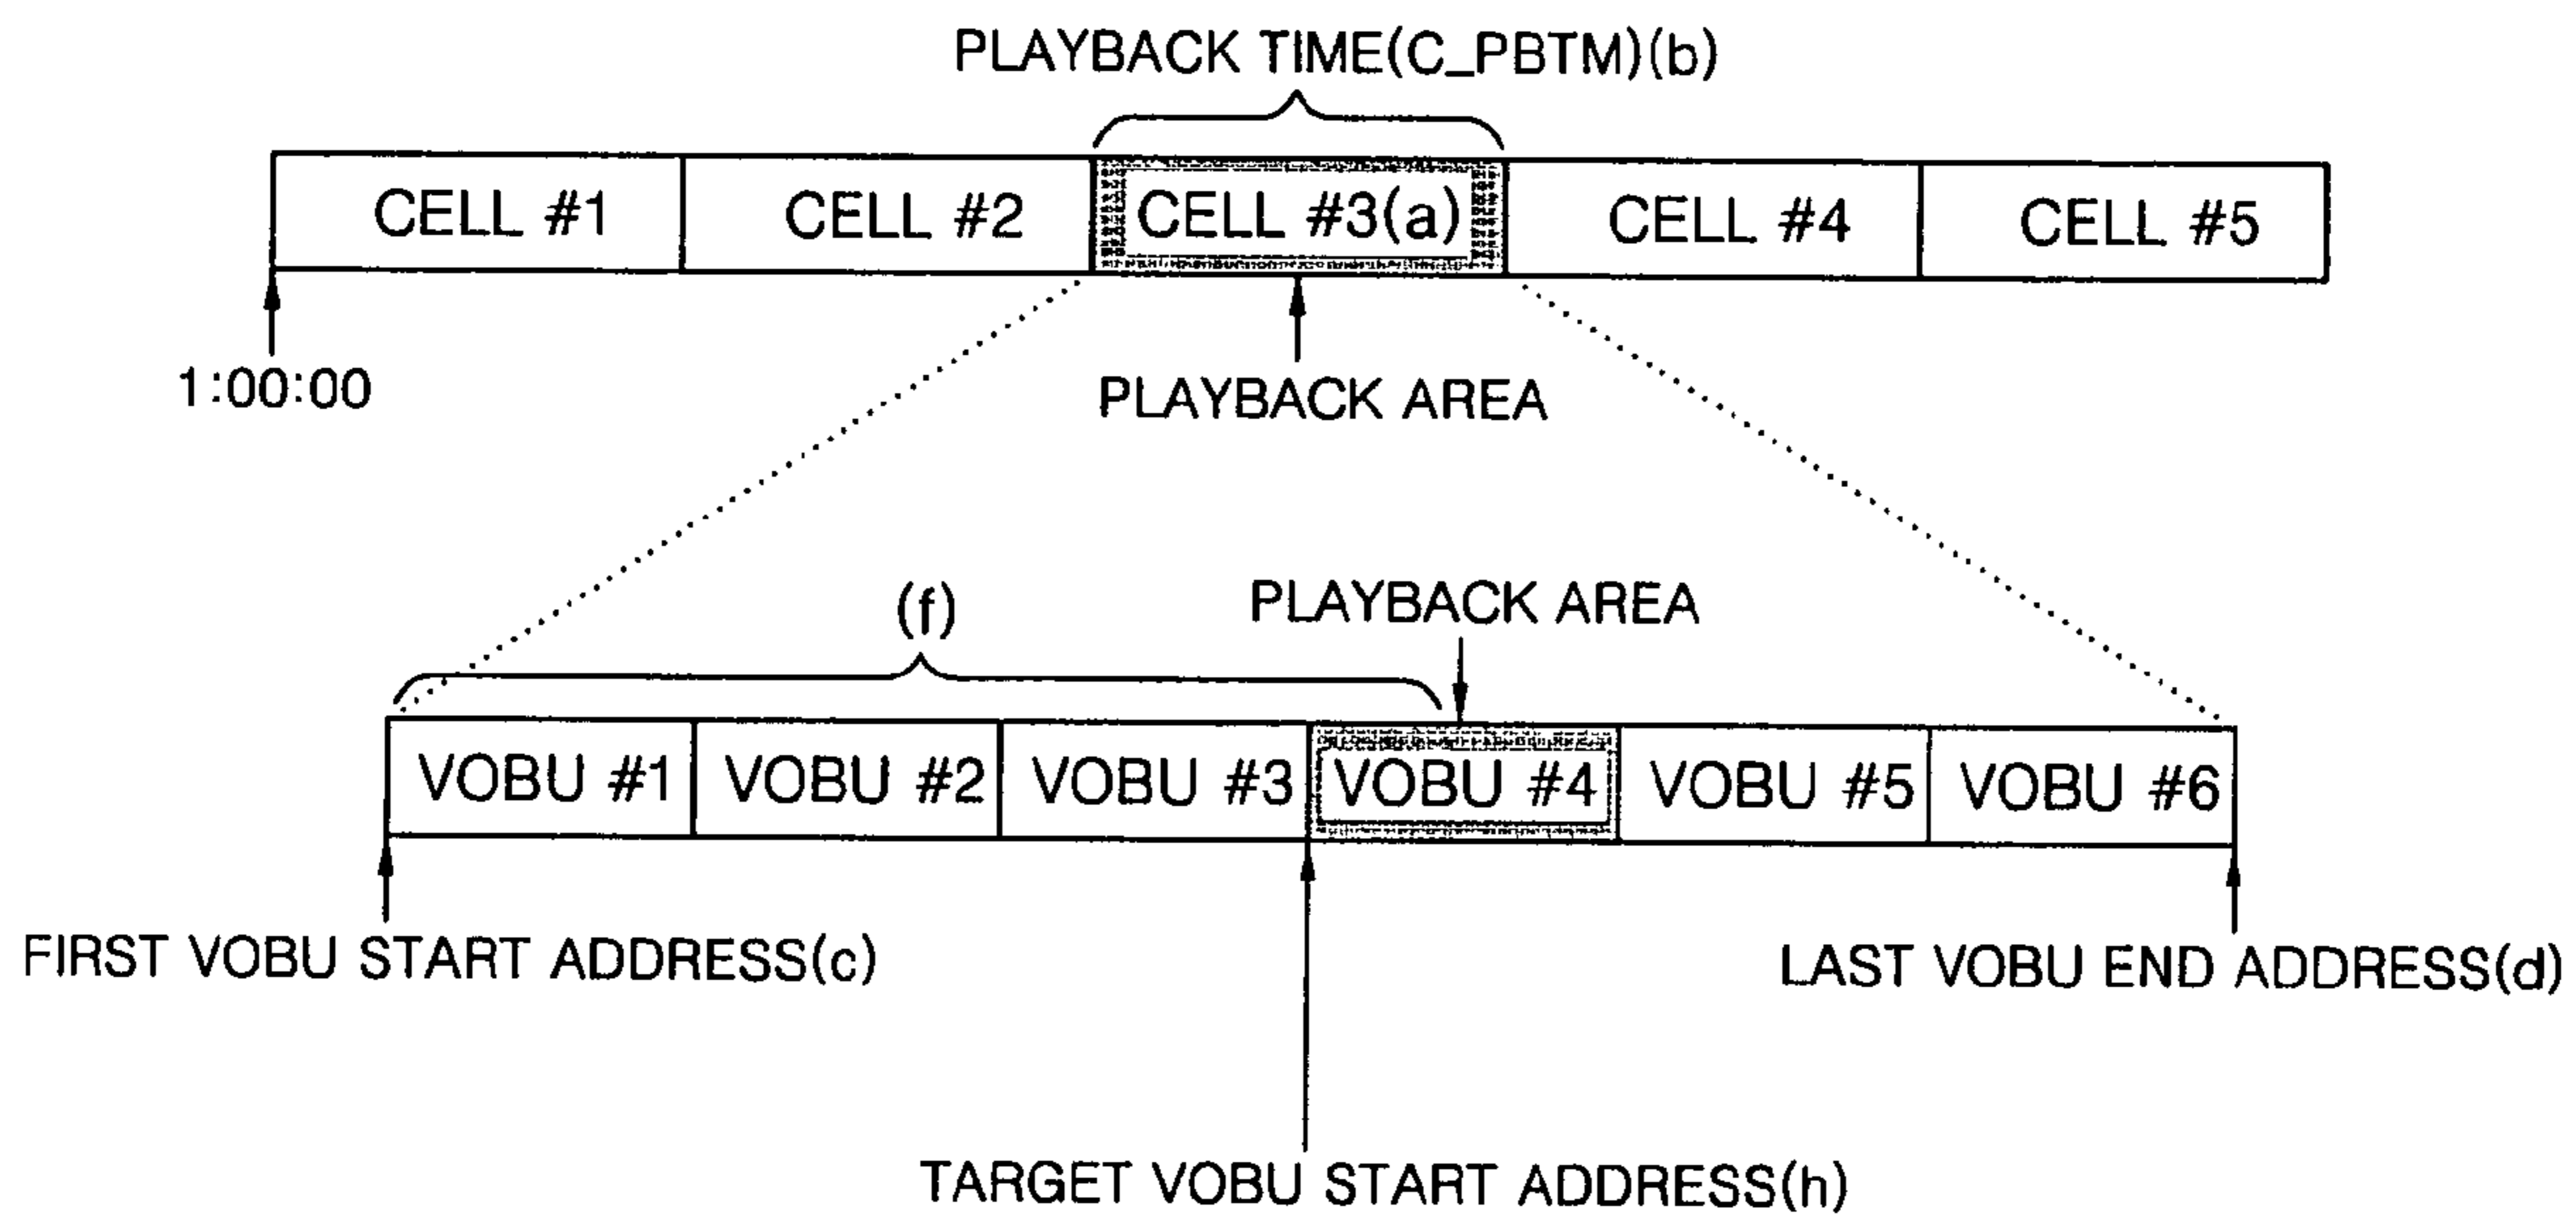 PLAYBACK TIME(C_PBTM)(b)
CELL #1 CELL #2 CELL #3(a) CELL #4 CELL #5
1:00:00
PLAYBACK AREA
(f)
PLAYBACK AREA
VOBU #1 VOBU #2 VOBU #3 VOBU #4 VOBU #5 VOBU #6
FIRST VOBU START ADDRESS(c)
LAST VOBU END ADDRESS(d)
TARGET VOBU START ADDRESS(h)